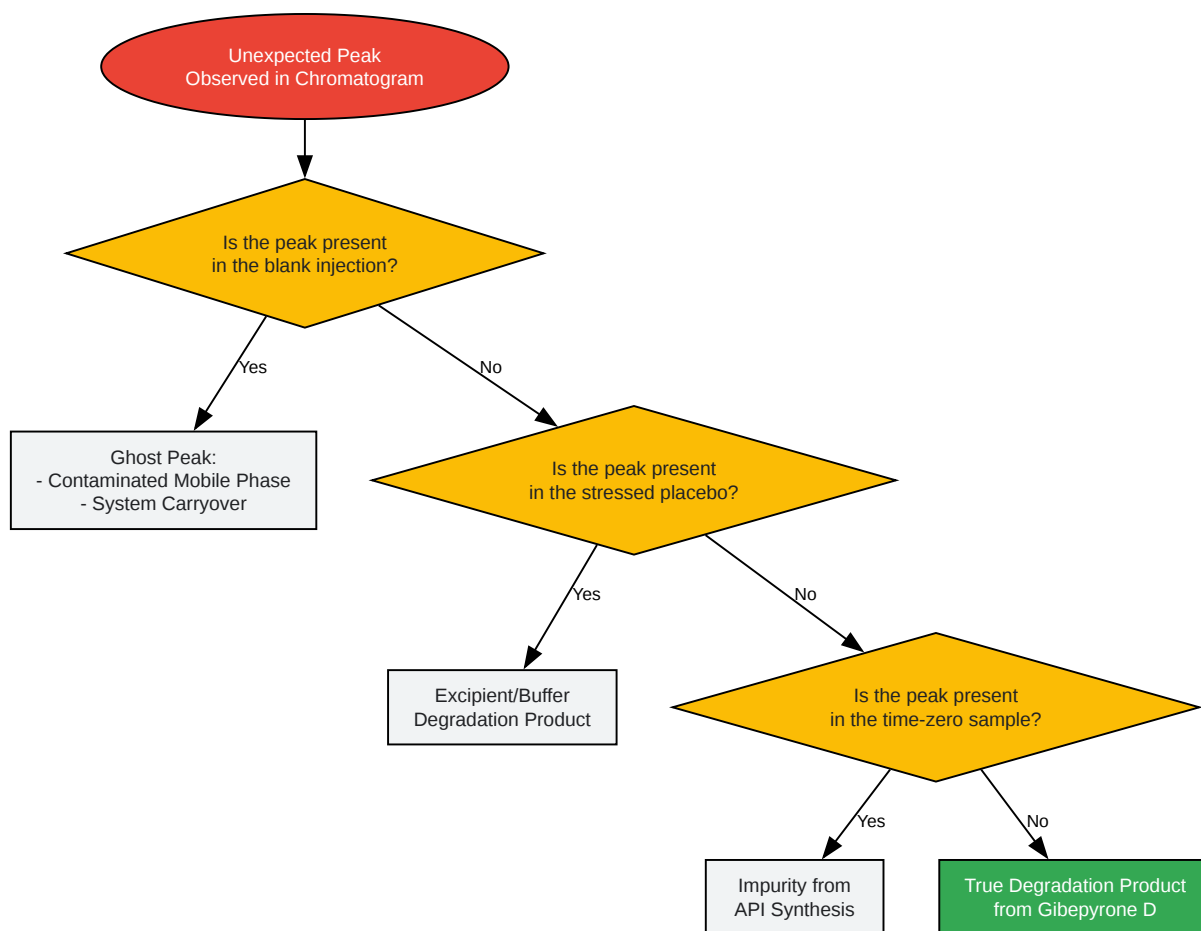 Unexpected Peak
Observed in Chromatogram
Is the peak present
in the blank injection?
Yes
No
Ghost Peak:
- Contaminated Mobile Phase
- System Carryover
Is the peak present
in the stressed placebo?
Yes
No
Excipient/Buffer
Degradation Product
Is the peak present
in the time-zero sample?
Yes
No
Impurity from
API Synthesis
True Degradation Product
from Gibepyrone D